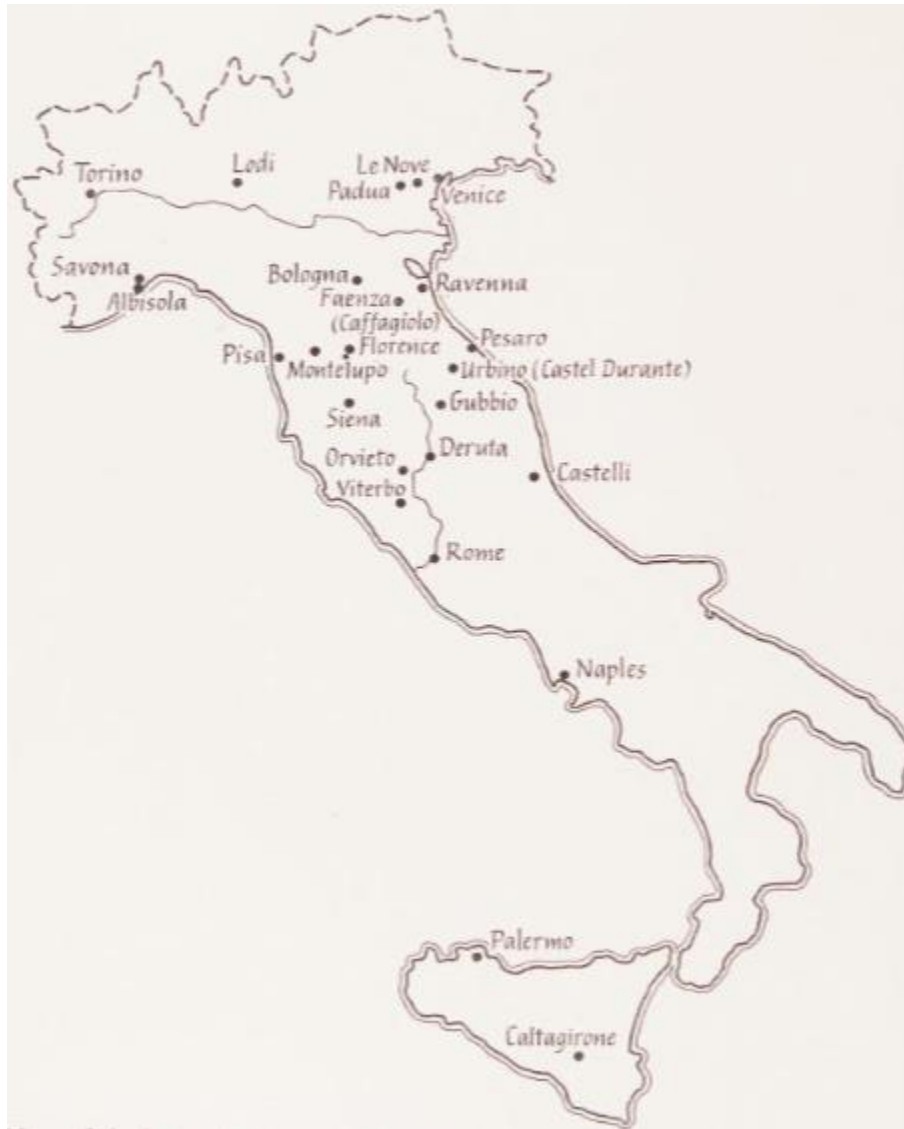 Torino
Lodi
Le Nove
Padua
Venice
Savona
Albisola
Bologna
Ravenna
Faenza
(Caffagiolo)
Florence
Pesaro
Pisa
Montelupo
Urbino (Castel Durante)
Siena
Gubbio
Orvieto
Deruta
Viterbo
Castelli
Rome
Naples
Palermo
Caltagirone